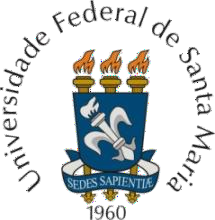 Universidade Federal de Santa Maria
SEDES SAPIENTIÆ
1960